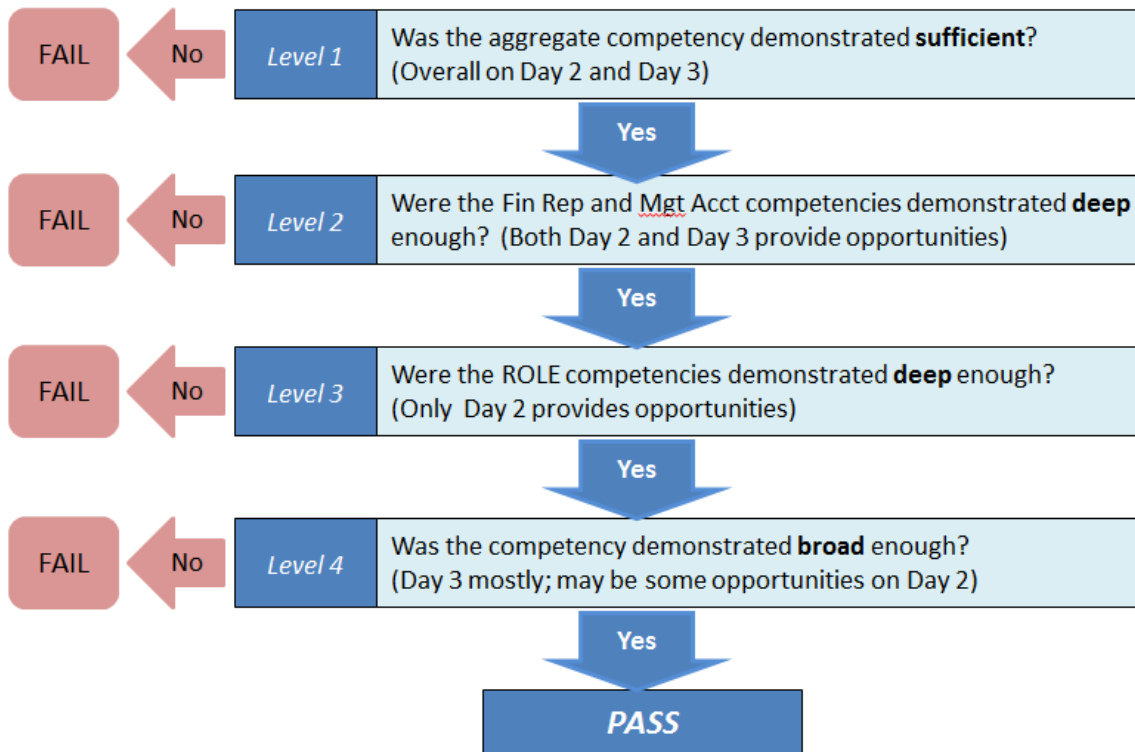 FAIL
No
Level 1
Was the aggregate competency demonstrated sufficient?
(Overall on Day 2 and Day 3)
Yes
FAIL
No
Level 2
Were the Fin Rep and Mgt Acct competencies demonstrated deep
enough? (Both Day 2 and Day 3 provide opportunities)
Yes
FAIL
No
Level 3
Were the ROLE competencies demonstrated deep enough?
(Only Day 2 provides opportunities)
Yes
FAIL
No
Level 4
Was the competency demonstrated broad enough?
(Day 3 mostly; may be some opportunities on Day 2)
Yes
PASS